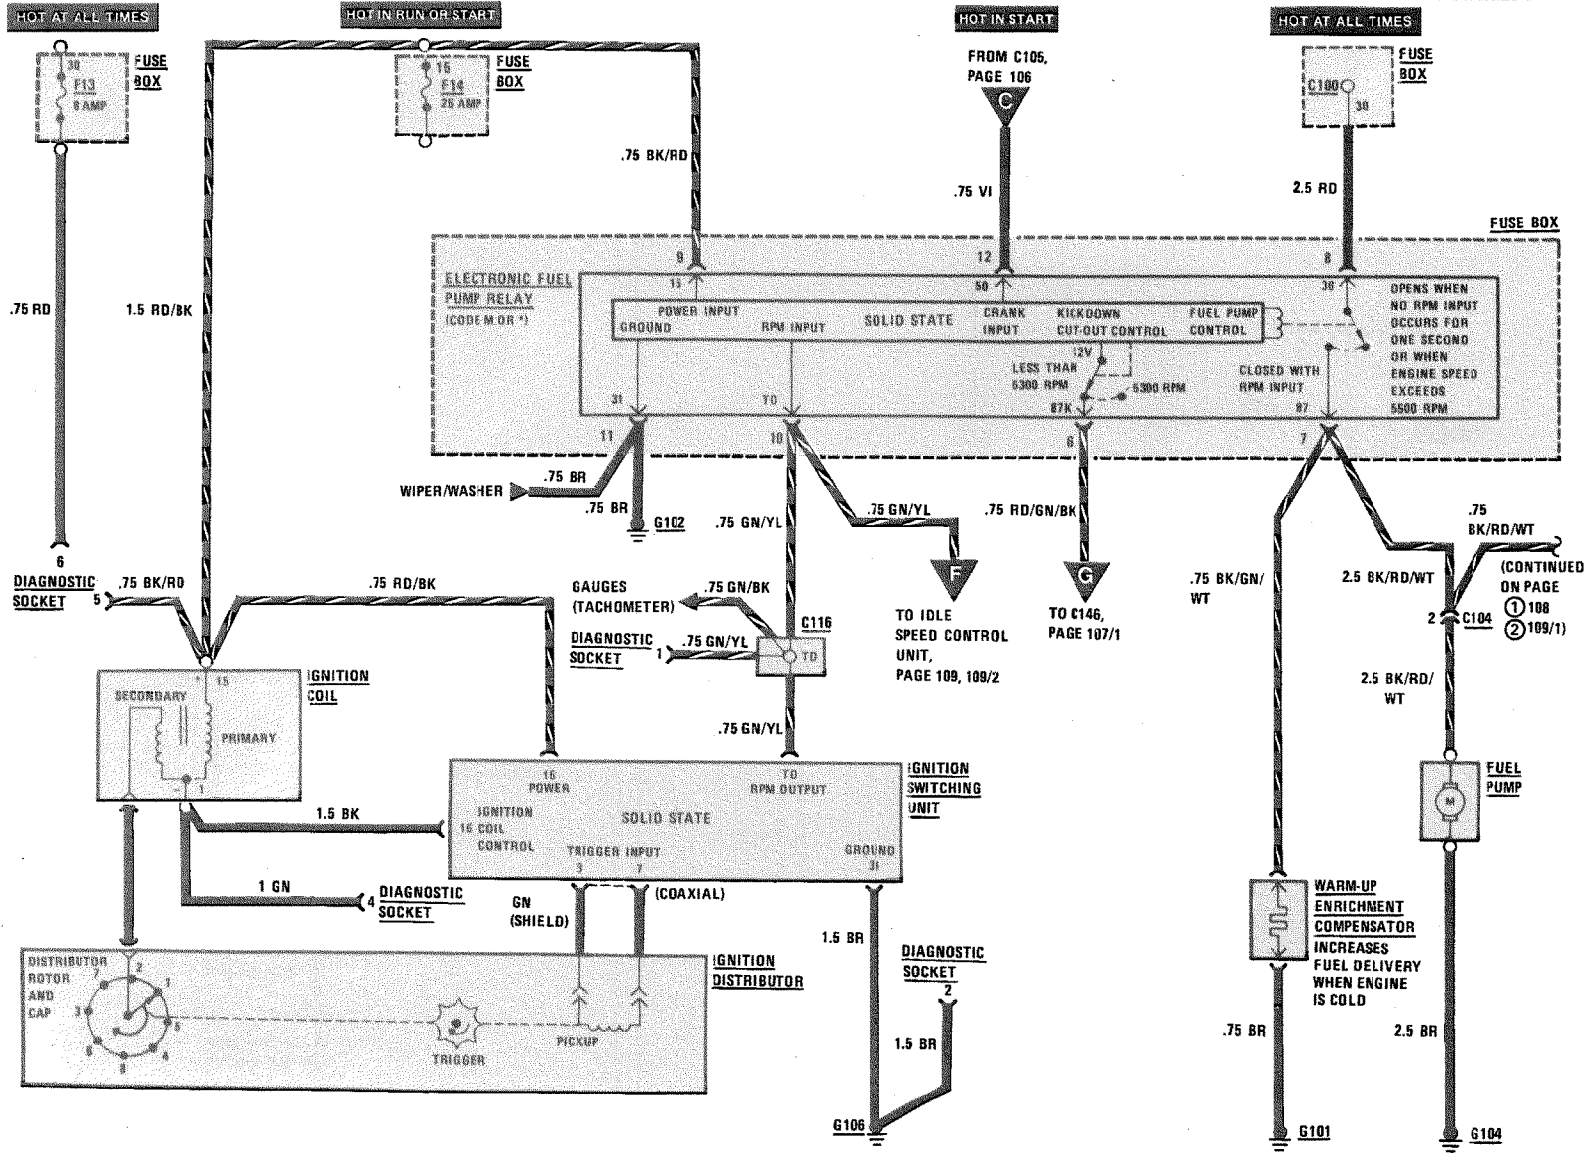 HOT AT ALL TIMES
HOT IN RUN OR START
HOT IN START
HOT AT ALL TIMES
30
F13
8 AMP
FUSE
BOX
15
F14
25 AMP
FUSE
BOX
FROM C105,
PAGE 106
C
C100
30
FUSE
BOX
.75 BK/RD
.75 VI
2.5 RD
FUSE BOX
.75 RD
1.5 RD/BK
9
12
8
ELECTRONIC FUEL
PUMP RELAY
(CODE M OR *)
15
50
POWER INPUT
GROUND
RPM INPUT
SOLID STATE
CRANK
INPUT
KICKDOWN
CUT-OUT CONTROL
FUEL PUMP
CONTROL
OPENS WHEN
NO RPM INPUT
OCCURS FOR
ONE SECOND
OR WHEN
ENGINE SPEED
EXCEEDS
5500 RPM
12V
LESS THAN
5300 RPM
5300 RPM
CLOSED WITH
RPM INPUT
31
TD
87K
87
11
10
6
7
WIPER/WASHER
.75 BR
.75 BR
G102
.75 GN/YL
.75 GN/YL
.75 RD/GN/BK
F
G
TO IDLE
SPEED CONTROL
UNIT,
PAGE 109, 109/2
TO C146,
PAGE 107/1
.75 BK/GN/
WT
2.5 BK/RD/WT
.75
BK/RD/WT
(CONTINUED
ON PAGE
1 108
2 109/1)
2
C104
2.5 BK/RD/
WT
6
DIAGNOSTIC
SOCKET
5
.75 BK/RD
.75 RD/BK
GAUGES
(TACHOMETER)
.75 GN/BK
DIAGNOSTIC
SOCKET
1
.75 GN/YL
C116
TD
.75 GN/YL
+
15
SECONDARY
PRIMARY
-
1
IGNITION
COIL
1.5 BK
1 GN
4
DIAGNOSTIC
SOCKET
15
POWER
TD
RPM OUTPUT
IGNITION
16 COIL
CONTROL
SOLID STATE
TRIGGER INPUT
3
7
GROUND
31
IGNITION
SWITCHING
UNIT
GN
(SHIELD)
(COAXIAL)
1.5 BR
DIAGNOSTIC
SOCKET
2
1.5 BR
G106
DISTRIBUTOR
ROTOR
AND
CAP
7
2
1
3
5
6
4
8
TRIGGER
PICKUP
IGNITION
DISTRIBUTOR
FUEL
PUMP
M
WARM-UP
ENRICHMENT
COMPENSATOR
INCREASES
FUEL DELIVERY
WHEN ENGINE
IS COLD
.75 BR
2.5 BR
G101
G104